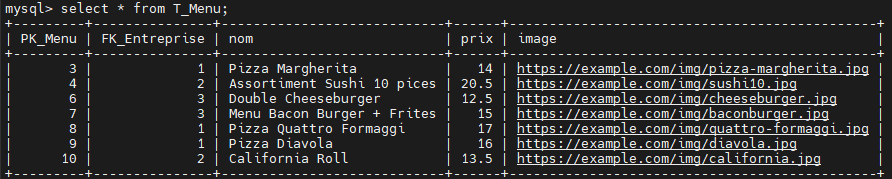 mysql> select * from T_Menu;
+---------+---------------+----------------------------+------+-----------------------------------------------+
| PK_Menu | FK_Entreprise | nom                        | prix | image                                         |
+---------+---------------+----------------------------+------+-----------------------------------------------+
|       3 |             1 | Pizza Margherita           |   14 | https://example.com/img/pizza-margherita.jpg  |
|       4 |             2 | Assortiment Sushi 10 pices | 20.5 | https://example.com/img/sushi10.jpg           |
|       6 |             3 | Double Cheeseburger        | 12.5 | https://example.com/img/cheeseburger.jpg      |
|       7 |             3 | Menu Bacon Burger + Frites |   15 | https://example.com/img/baconburger.jpg       |
|       8 |             1 | Pizza Quattro Formaggi     |   17 | https://example.com/img/quattro-formaggi.jpg  |
|       9 |             1 | Pizza Diavola              |   16 | https://example.com/img/diavola.jpg           |
|      10 |             2 | California Roll            | 13.5 | https://example.com/img/california.jpg        |
+---------+---------------+----------------------------+------+-----------------------------------------------+